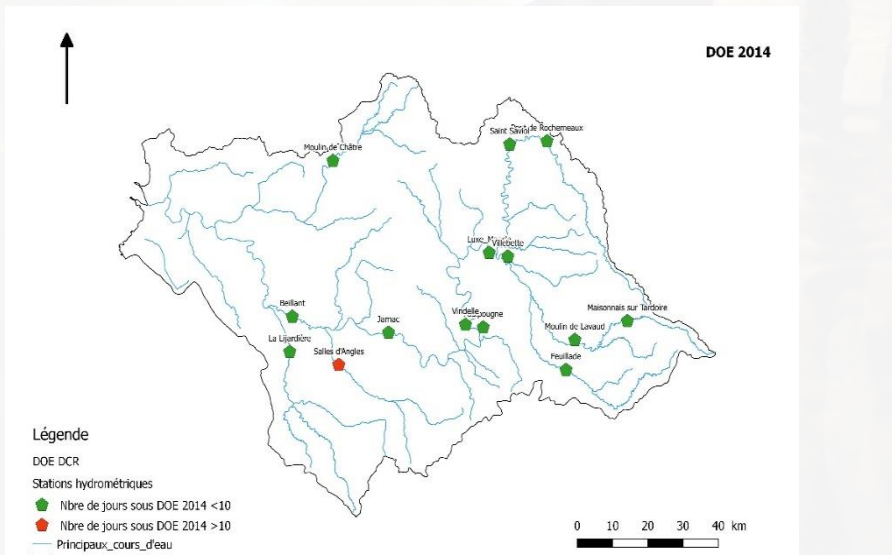 DOE 2014
Saint Saviol
de Rochemeaux
Moulin de Châtre
Villebette
Maisonnais sur Tardoire
Beillant
Jarnac
Vindelle
Moulin de Lavaud
La Lijardière
Salles d'Angles
Feuillade
Légende
DOE DCR
Stations hydrométriques
Nbre de jours sous DOE 2014 <10
Nbre de jours sous DOE 2014 >10
Principaux_cours_d'eau
0 10 20 30 40 km